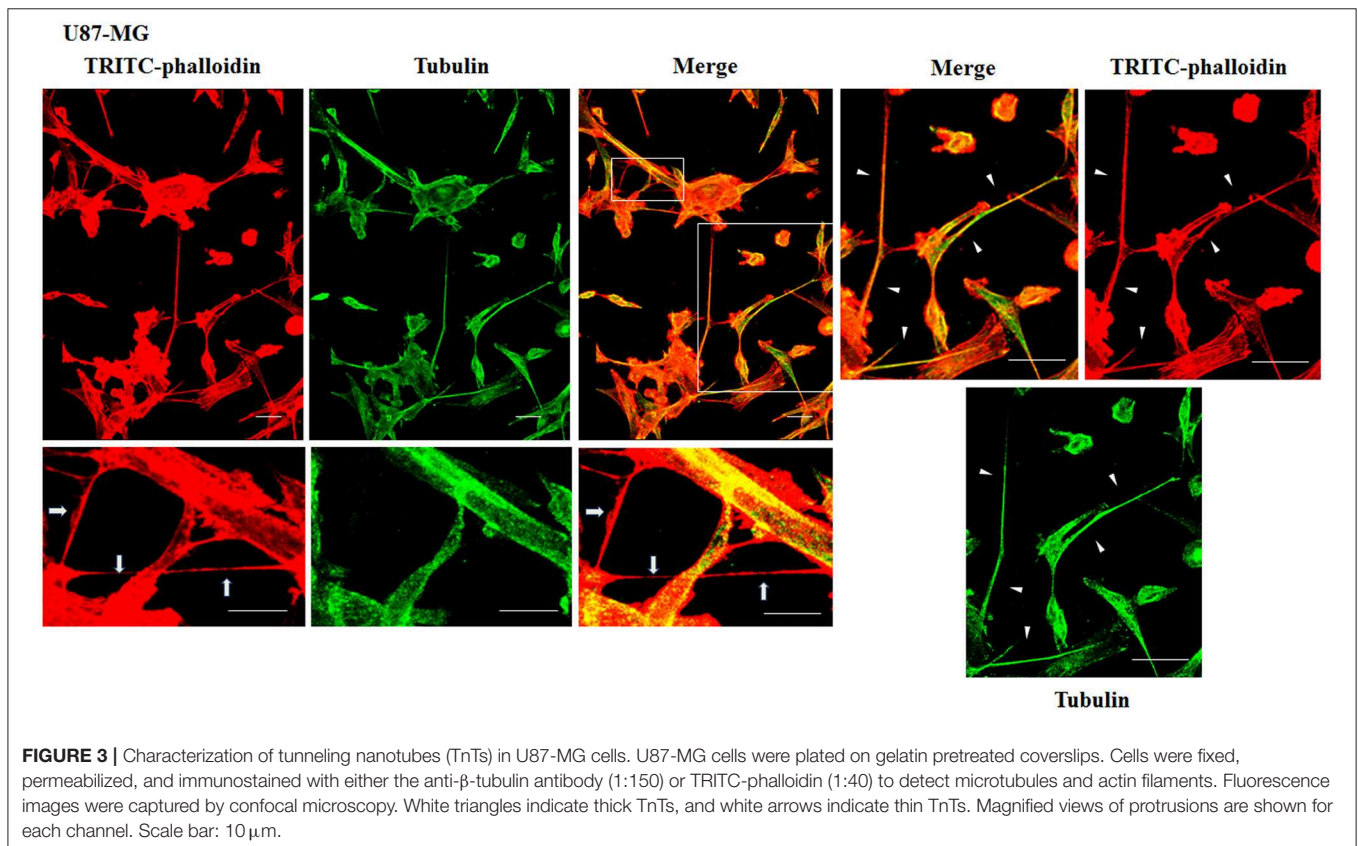 U87-MG
TRITC-phalloidin Tubulin Merge Merge TRITC-phalloidin
Tubulin
FIGURE 3 | Characterization of tunneling nanotubes (TnTs) in U87-MG cells. U87-MG cells were plated on gelatin pretreated coverslips. Cells were fixed,
permeabilized, and immunostained with either the anti-β-tubulin antibody (1:150) or TRITC-phalloidin (1:40) to detect microtubules and actin filaments. Fluorescence
images were captured by confocal microscopy. White triangles indicate thick TnTs, and white arrows indicate thin TnTs. Magnified views of protrusions are shown for
each channel. Scale bar: 10 μm.